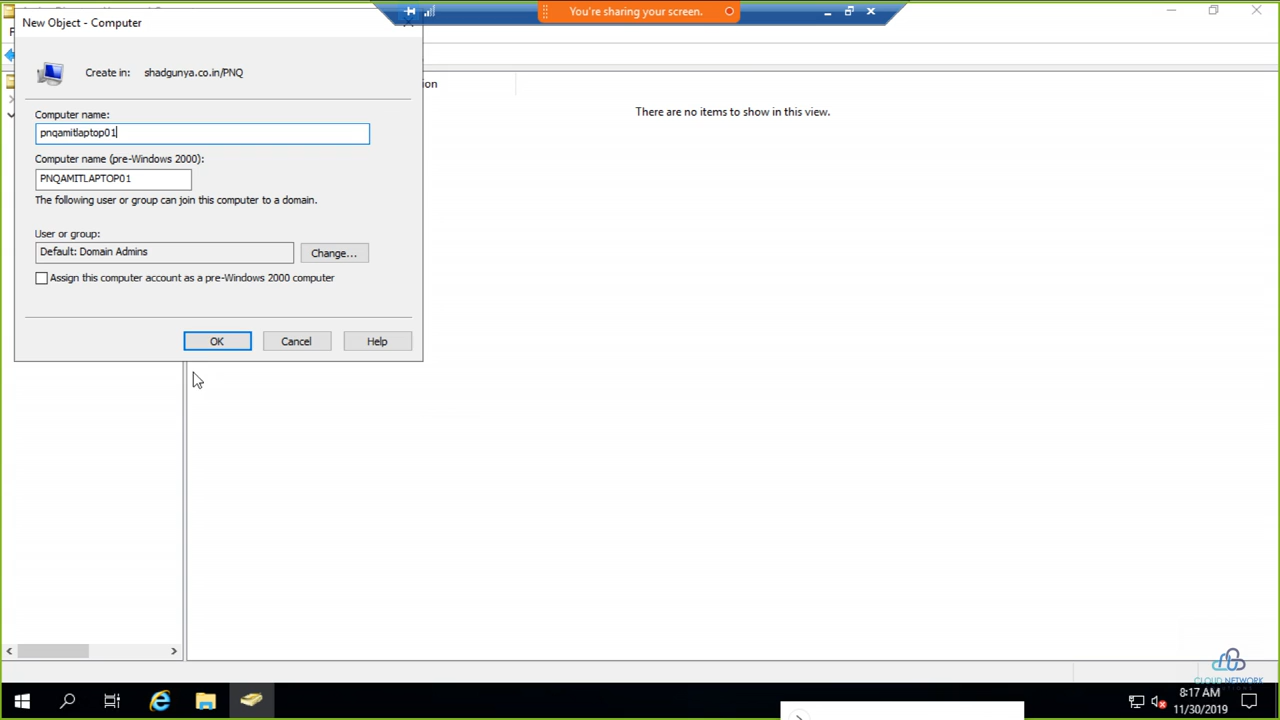 New Object - Computer
You're sharing your screen.
Create in: shadgunya.co.in/PNQ
ion
Computer name:
There are no items to show in this view.
pnqamitlaptop01
Computer name (pre-Windows 2000):
PNQAMITLAPTOP01
The following user or group can join this computer to a domain.
User or group:
Default: Domain Admins
Change...
Assign this computer account as a pre-Windows 2000 computer
OK
Cancel
Help
CLOUD NETWORK
8:17 AM
11/30/2019